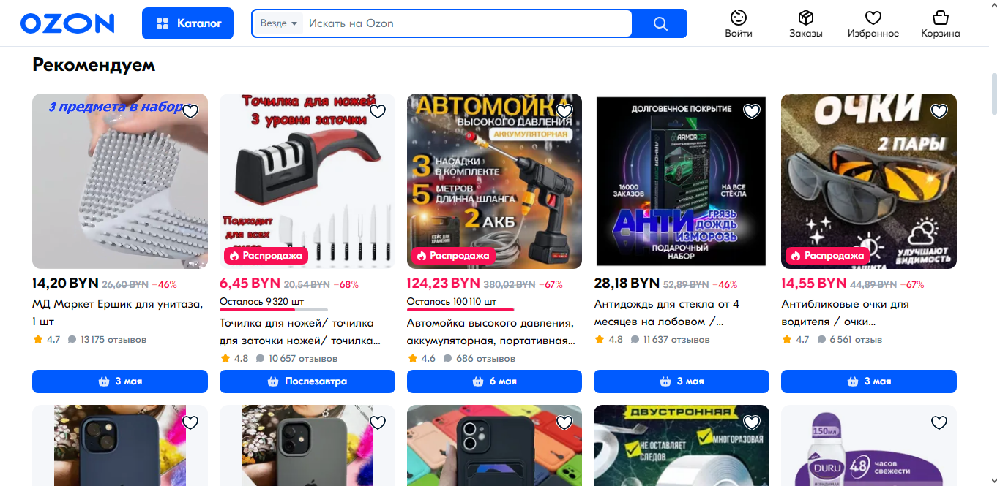 OZON
Каталог
Везде
Искать на Ozon
Войти
Заказы
Избранное
Корзина
Рекомендуем
3 предмета в набор
14,20 BYN 26,60 BYN −46%
МД Маркет Ершик для унитаза,
1 шт
4.7 13 175 отзывов
3 мая
Точилка для ножей
3 уровня заточки
Подходит
для всех
Распродажа
6,45 BYN 20,54 BYN −68%
Осталось 9 320 шт
Точилка для ножей/ точилка
для заточки ножей/ точилка...
4.8 10 657 отзывов
Послезавтра
АВТОМОЙКА
ВЫСОКОГО ДАВЛЕНИЯ
АККУМУЛЯТОРНАЯ
3 НАСАДКИ
В КОМПЛЕКТЕ
5 МЕТРОВ
ДЛИННА ШЛАНГА
2 АКБ
КЕЙС ДЛЯ
ХРАНЕНИЯ
Распродажа
124,23 BYN 380,02 BYN −67%
Осталось 100 110 шт
Автомойка высокого давления,
аккумуляторная, портативная...
4.6 686 отзывов
6 мая
ДОЛГОВЕЧНОЕ ПОКРЫТИЕ
ARMORCER
16000
ЗАКАЗОВ
НА ВСЕ
СТЁКЛА
АНТИ
ГРЯЗЬ
ДОЖДЬ
ИЗМОРОЗЬ
ПОДАРОЧНЫЙ
НАБОР
28,18 BYN 52,89 BYN −46%
Антидождь для стекла от 4
месяцев на лобовом /...
4.8 11 637 отзывов
3 мая
ОЧКИ
2 ПАРЫ
УЛУЧШАЮТ
ВИДИМОСТЬ
ЗАЩИТА
Распродажа
14,55 BYN 44,89 BYN −67%
Антибликовые очки для
водителя / очки...
4.7 6 561 отзыв
3 мая
ДВУСТРОННЯЯ
НЕ ОСТАВЛЯЕТ
СЛЕДОВ
МНОГОРАЗОВАЯ
150мл
DURU
НЕВИДИМАЯ
48 часов
свежести